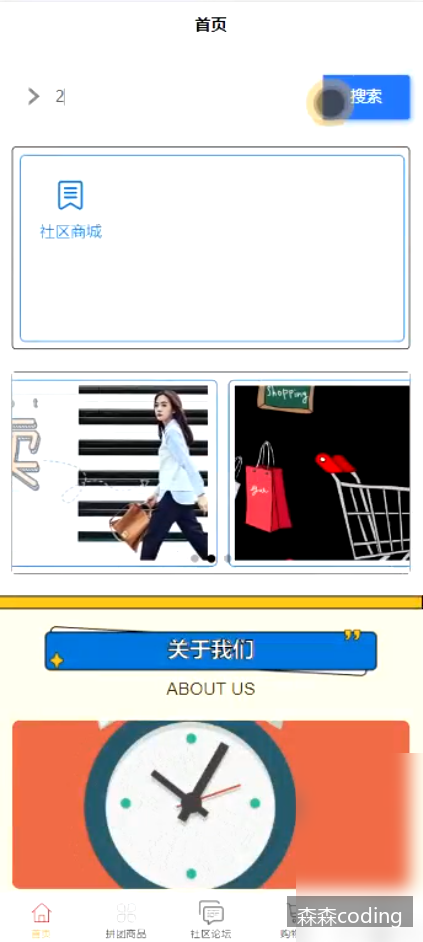 首页
2
搜索
社区商城
Shopping
关于我们
ABOUT US
首页
拼团商品
社区论坛
购物
森森coding